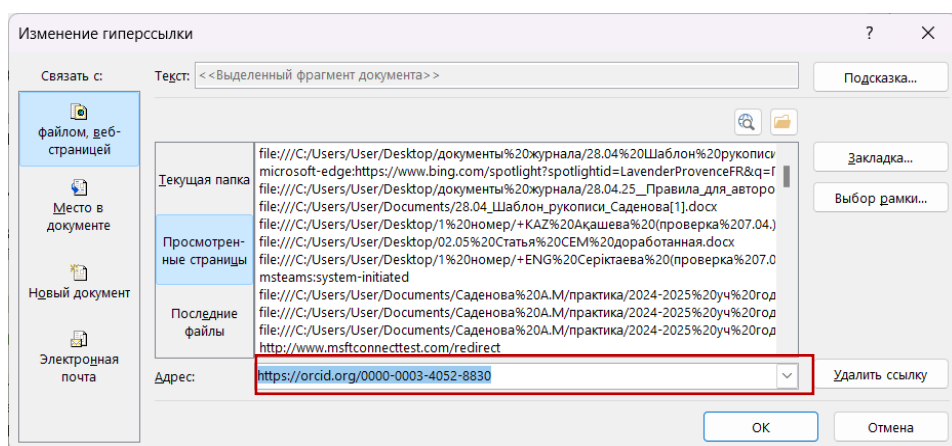 Изменение гиперссылки
?
Связать с:
Текст: <<Выделенный фрагмент документа>>
Подсказка...
файлом, веб-
страницей
Место в
документе
Новый документ
Электронная
почта
Текущая папка
Просмотрен-
ные страницы
Последние
файлы
file:///C:/Users/User/Desktop/документы%20журнала/28.04%20Шаблон%20рукописи
microsoft-edge:https://www.bing.com/spotlight?spotlightid=LavenderProvenceFR&q=
file:///C:/Users/User/Desktop/документы%20журнала/28.04.25__Правила_для_авторо
file:///C:/Users/User/Documents/28.04_Шаблон_рукописи_Саденова[1].docx
file:///C:/Users/User/Desktop/1%20номер/+KAZ%20Ақашева%20(проверка%207.04.)
file:///C:/Users/User/Desktop/02.05%20Статья%20СЕМ%20доработанная.docx
file:///C:/Users/User/Desktop/1%20номер/+ENG%20Серіктаева%20(проверка%207.0
msteams:system-initiated
file:///C:/Users/User/Documents/Саденова%20А.М/практика/2024-2025%20уч%20год
file:///C:/Users/User/Documents/Саденова%20А.М/практика/2024-2025%20уч%20год
file:///C:/Users/User/Documents/Саденова%20А.М/практика/2024-2025%20уч%20год
http://www.msftconnecttest.com/redirect
Закладка...
Выбор рамки...
Адрес:
https://orcid.org/0000-0003-4052-8830
Удалить ссылку
ОК
Отмена